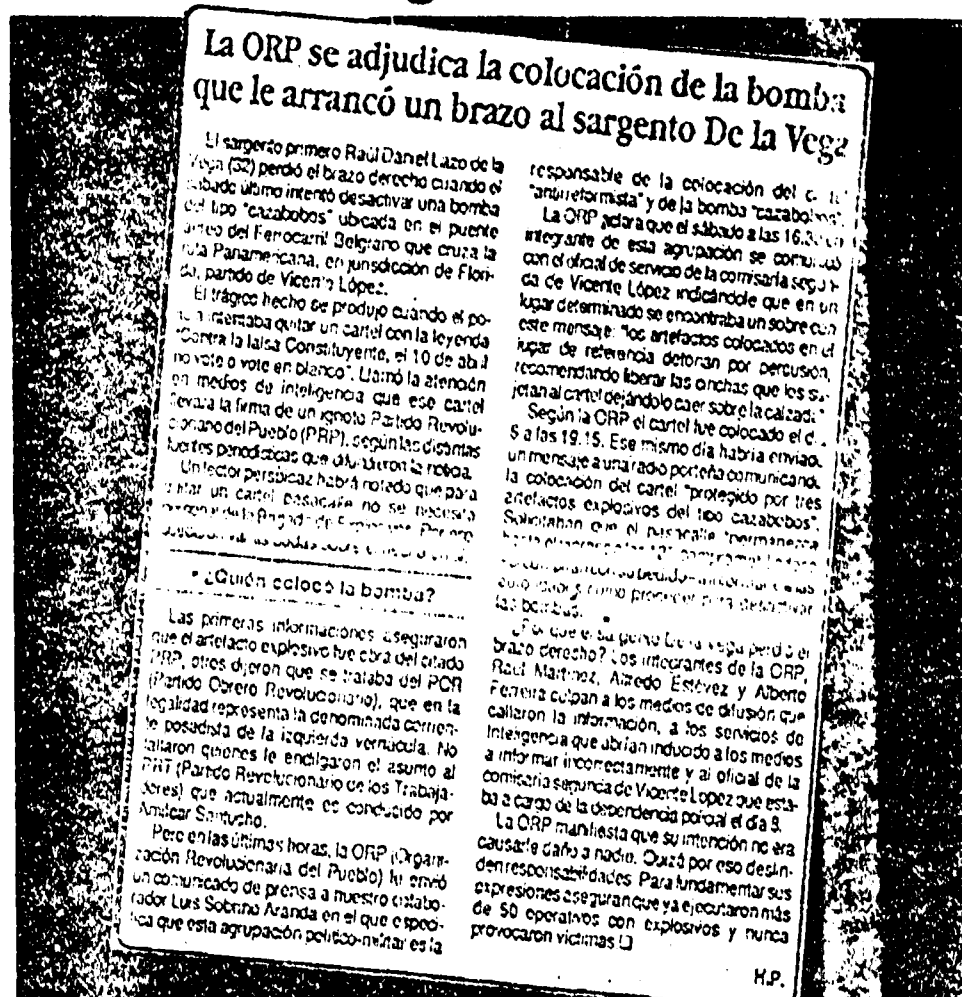 La ORP se adjudica la colocación de la bomba
que le arrancó un brazo al sargento De la Vega
El sargento primero Raúl Daniel Lazo de la
Vega (32) perdió el brazo derecho cuando el
sábado último intentó desactivar una bomba
del tipo "cazabobos" ubicada en el puente
aéreo del Ferrocarril Belgrano que cruza la
ruta Panamericana, en jurisdicción de Flori-
da, partido de Vicente López.
El trágico hecho se produjo cuando el po-
intentaba quitar un cartel con la leyenda
"Contra la falsa Constituyente, el 10 de abril
no vote o vote en blanco". Llamó la atención
en medios de inteligencia que ese cartel
llevara la firma de un ignoto Partido Revolu-
cionario del Pueblo (PRP), según las distintas
fuentes periodísticas que difundieron la noticia.
Un lector perspicaz habrá notado que para
quitar un cartel pasacalle no se necesita
personal de la Brigada de Explosivos. Por eso
• ¿Quién colocó la bomba?
Las primeras informaciones aseguraron
que el artefacto explosivo fue obra del citado
PRP, otros dijeron que se trataba del POR
(Partido Obrero Revolucionario), que en la
legalidad representa la denominada corrien-
te posadista de la izquierda vernácula. No
faltaron quienes le endilgaron el asunto al
PRT (Partido Revolucionario de los Trabaja-
dores) que actualmente es conducido por
Amílcar Santucho.
Pero en las últimas horas, la ORP (Organi-
zación Revolucionaria del Pueblo) le envió
un comunicado de prensa a nuestro colabo-
rador Luis Sobrino Aranda en el que especi-
fica que esta agrupación político-militar es la
responsable de la colocación del
"antirreformista" y de la bomba "cazabobos".
La ORP aclara que el sábado a las 16.30 un
integrante de esta agrupación se comunicó
con el oficial de servicio de la comisaría segun-
da de Vicente López indicándole que en un
lugar determinado se encontraba un sobre con
este mensaje: "los artefactos colocados en el
lugar de referencia detonan por percusión,
recomendando liberar las que los su-
jetan al cartel dejándolo caer sobre la calzada".
Según la ORP el cartel fue colocado el
a las 19.15. Ese mismo día habría enviado
un mensaje a una radio porteña comunicando
la colocación del cartel "protegido por tres
artefactos explosivos del tipo cazabobos".
Solicitaban que el pasacalle "permanezca
como proceder para desactivar
las bombas.
¿Por qué el sargento De la Vega perdió el
brazo derecho? Los integrantes de la ORP,
Raúl Martínez, Alfredo Estévez y Alberto
Ferreira culpan a los medios de difusión que
callaron la información, a los servicios de
Inteligencia que abrían inducido a los medios
a informar incorrectamente y al oficial de la
comisaría segunda de Vicente López que esta-
ba a cargo de la dependencia policial el día 9.
La ORP manifiesta que su intención no era
causarle daño a nadie. Quizá por eso deslin-
den responsabilidades. Para fundamentar sus
expresiones aseguran que ya ejecutaron más
de 50 operativos con explosivos y nunca
provocaron víctimas
H.P.